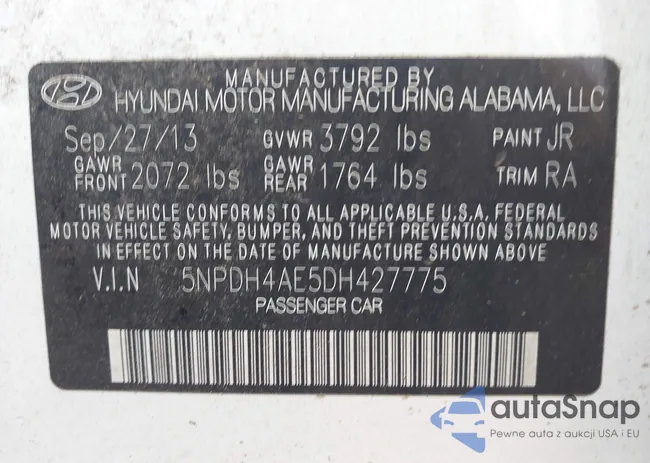 MANUFACTURED BY
HYUNDAI MOTOR MANUFACTURING ALABAMA, LLC
Sep/27/13 GVWR 3792 lbs PAINT JR
GAWR FRONT 2072 lbs GAWR REAR 1764 lbs TRIM RA
THIS VEHICLE CONFORMS TO ALL APPLICABLE U.S.A. FEDERAL
MOTOR VEHICLE SAFETY, BUMPER, AND THEFT PREVENTION STANDARDS
IN EFFECT ON THE DATE OF MANUFACTURE SHOWN ABOVE
V.I.N 5NPDH4AE5DH427775
PASSENGER CAR
autaSnap
Pewne auta z aukcji USA i EU